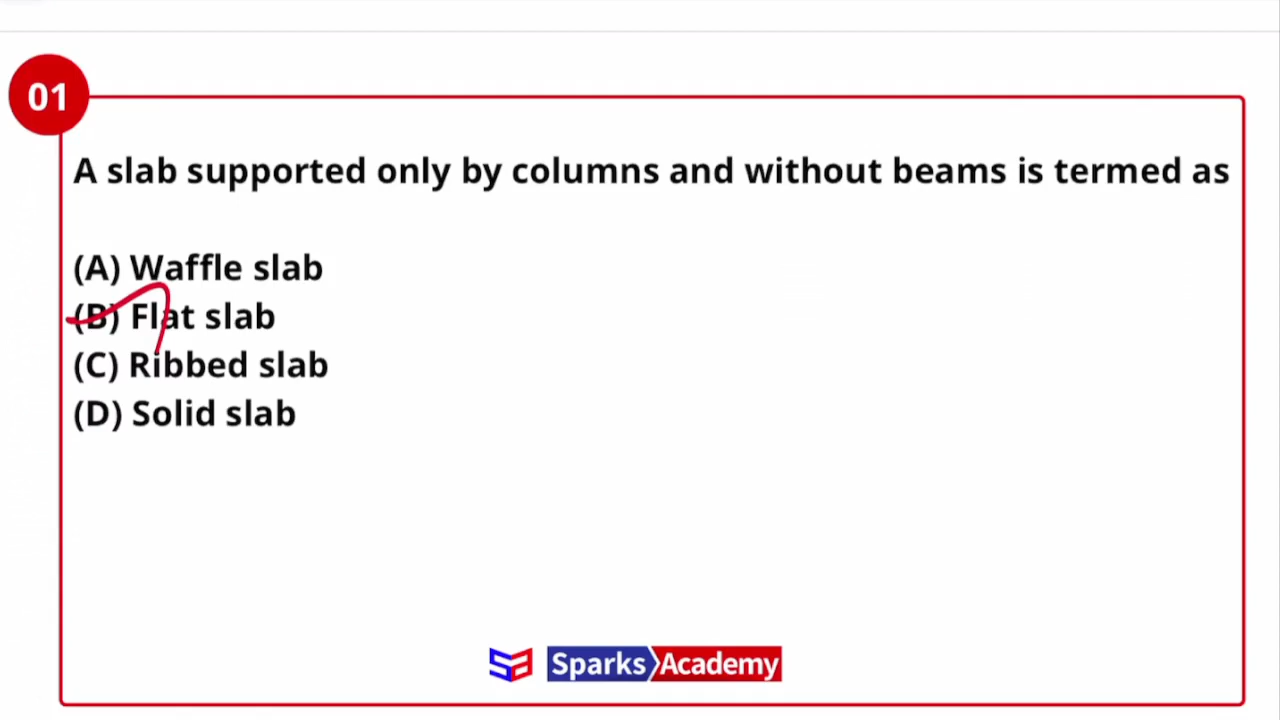 01
A slab supported only by columns and without beams is termed as
(A) Waffle slab
(B) Flat slab
(C) Ribbed slab
(D) Solid slab
Sparks Academy